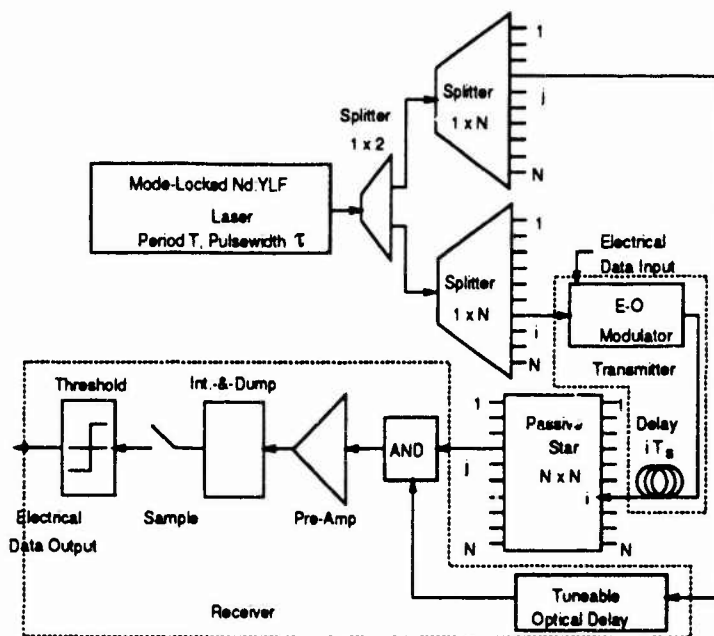 1
Splitter
1 x N
j
N
Splitter
1 x 2
Mode-Locked Nd:YLF
Laser
Period T, Pulsewidth τ
1
Splitter
1 x N
i
N
Electrical
Data Input
E-O
Modulator
Transmitter
Delay
i Ts
Threshold
Int.-&-Dump
1
Passive
Star
N x N
1
AND
j
i
Electrical
Data Output
Sample
Pre-Amp
N
N
Receiver
Tuneable
Optical Delay